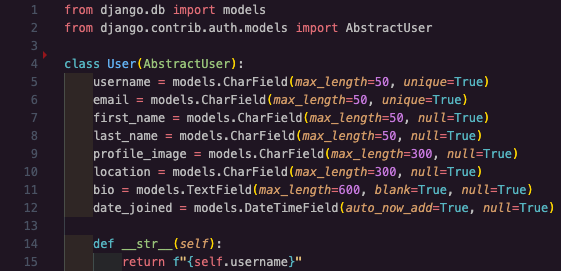 1 from django.db import models
2 from django.contrib.auth.models import AbstractUser
3
4 class User(AbstractUser):
5     username = models.CharField(max_length=50, unique=True)
6     email = models.CharField(max_length=50, unique=True)
7     first_name = models.CharField(max_length=50, null=True)
8     last_name = models.CharField(max_length=50, null=True)
9     profile_image = models.CharField(max_length=300, null=True)
10     location = models.CharField(max_length=300, null=True)
11     bio = models.TextField(max_length=600, blank=True, null=True)
12     date_joined = models.DateTimeField(auto_now_add=True, null=True)
13
14     def __str__(self):
15         return f"{self.username}"